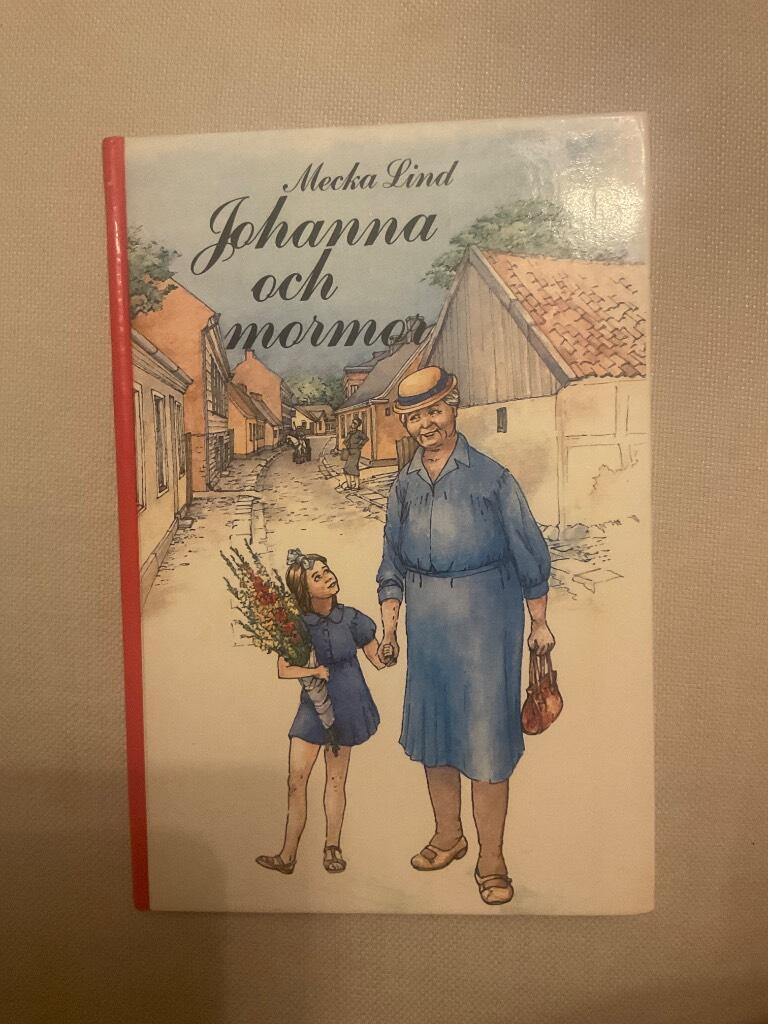 Mecka Lind
Johanna
och
mormor